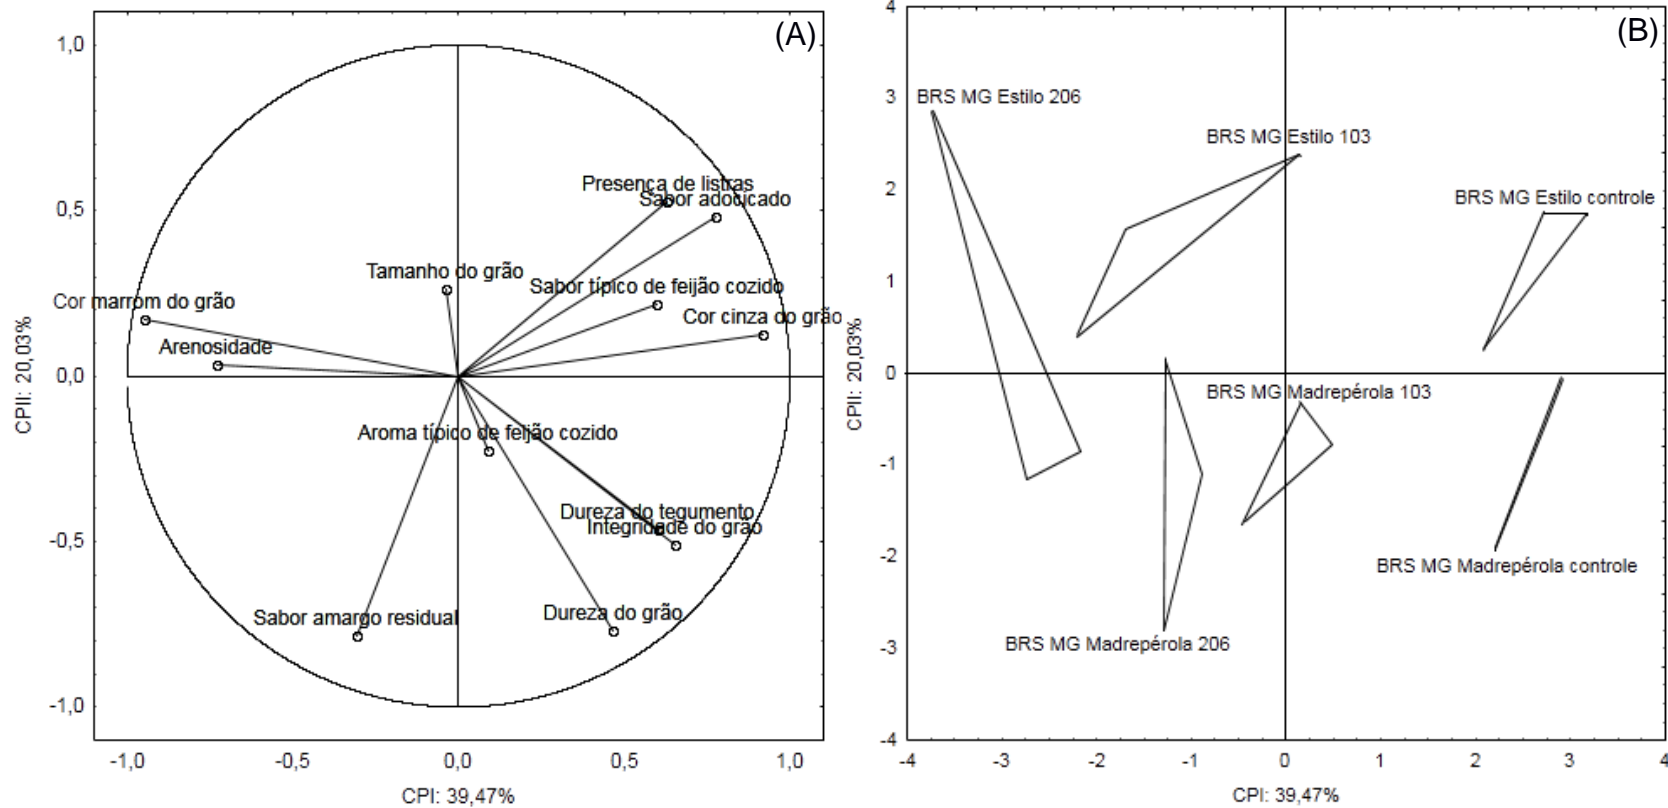 (A)
1,0
0,5
0,0
-0,5
-1,0
CPII: 20,03%
Presença de listras
Sabor adocicado
Tamanho do grão
Sabor típico de feijão cozido
Cor marrom do grão
Cor cinza do grão
Arenosidade
Aroma típico de feijão cozido
Dureza do tegumento
Integridade do grão
Sabor amargo residual
Dureza do grão
-1,0
-0,5
0,0
0,5
1,0
CPI: 39,47%
(B)
4
3
2
1
0
-1
-2
-3
-4
CPII: 20,03%
BRS MG Estilo 206
BRS MG Estilo 103
BRS MG Estilo controle
BRS MG Madrepérola 103
BRS MG Madrepérola controle
BRS MG Madrepérola 206
-4
-3
-2
-1
0
1
2
3
4
CPI: 39,47%